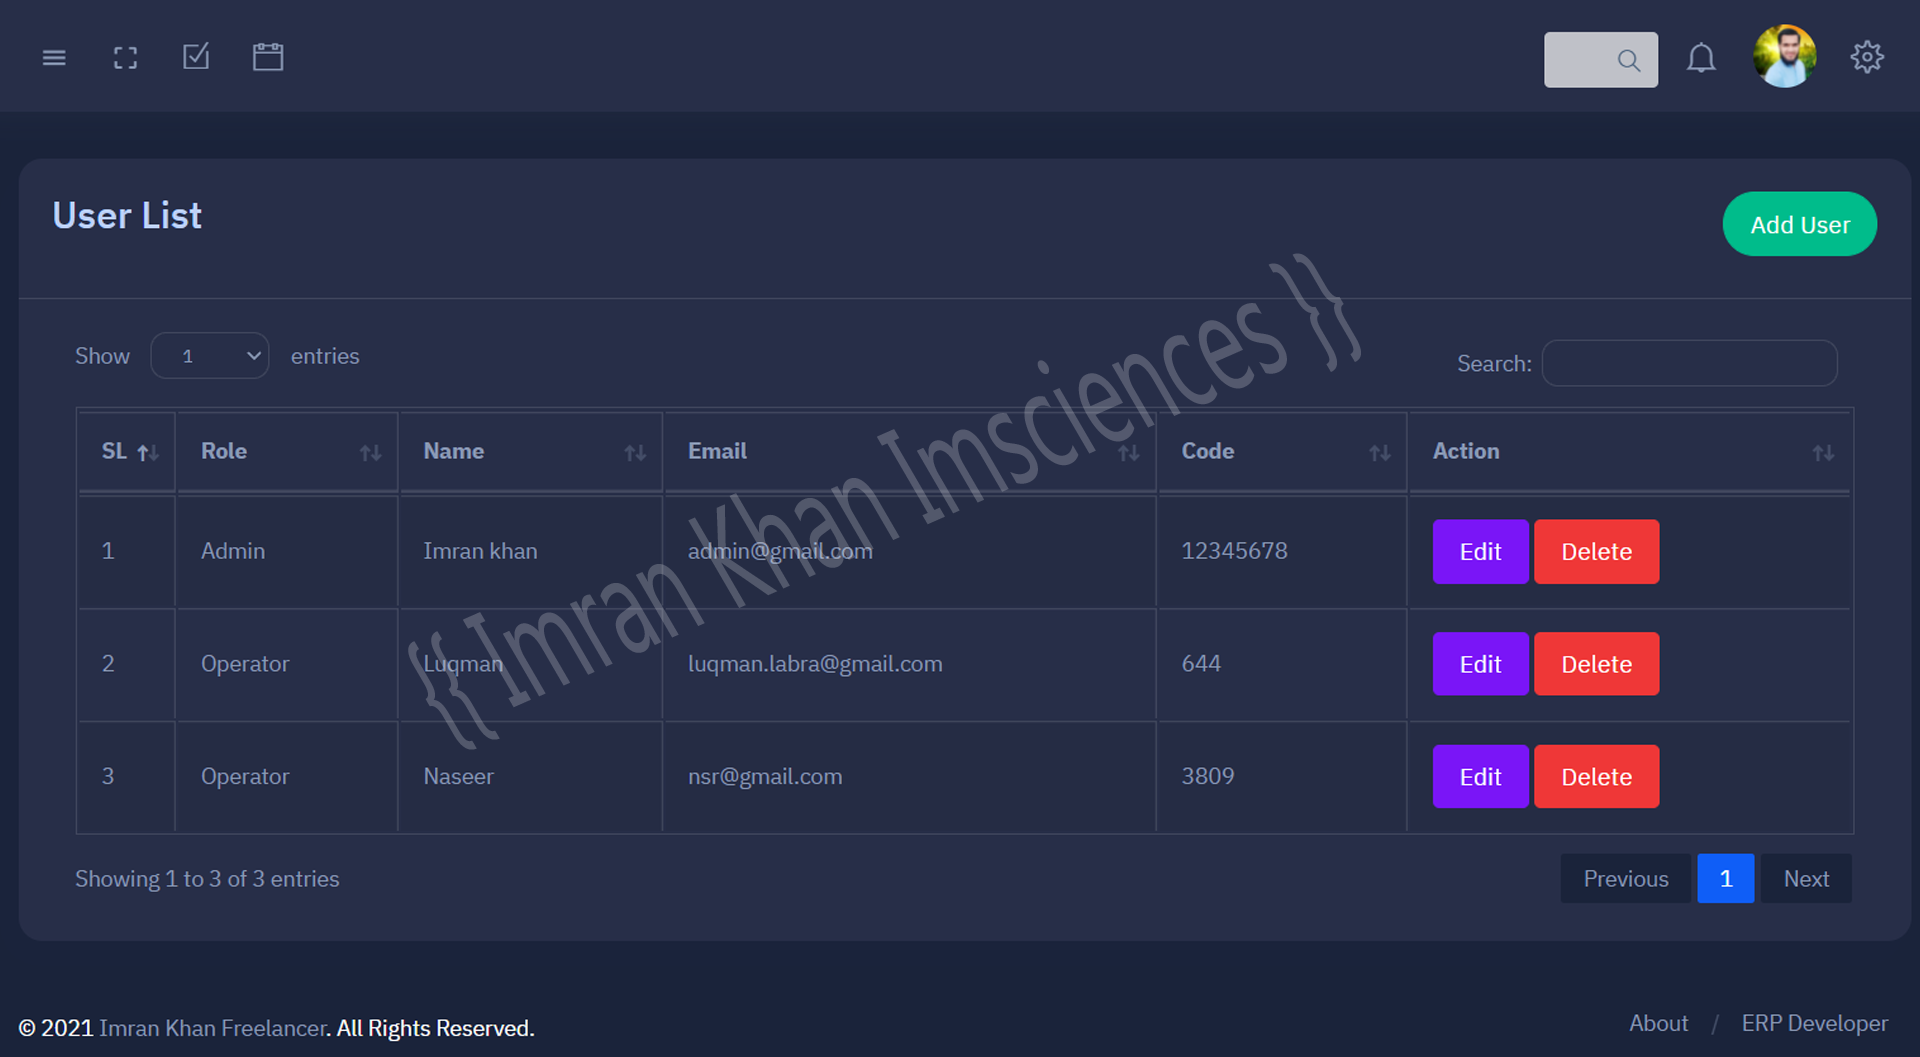 User List
Add User
Show 1 entries
Search:
SL Role Name Email Code Action
1 Admin Imran khan admin@gmail.com 12345678 Edit Delete
2 Operator Luqman luqman.labra@gmail.com 644 Edit Delete
3 Operator Naseer nsr@gmail.com 3809 Edit Delete
{{ Imran Khan Imsciences }}
Showing 1 to 3 of 3 entries
Previous 1 Next
© 2021 Imran Khan Freelancer. All Rights Reserved.
About / ERP Developer